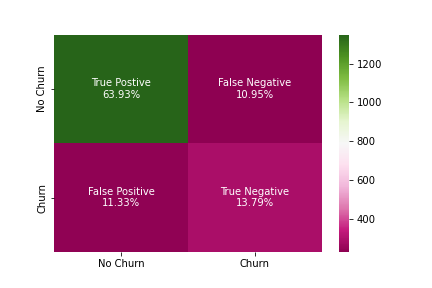 No Churn
Churn
True Postive
63.93%
False Negative
10.95%
False Positive
11.33%
True Negative
13.79%
No Churn
Churn
1200
1000
800
600
400